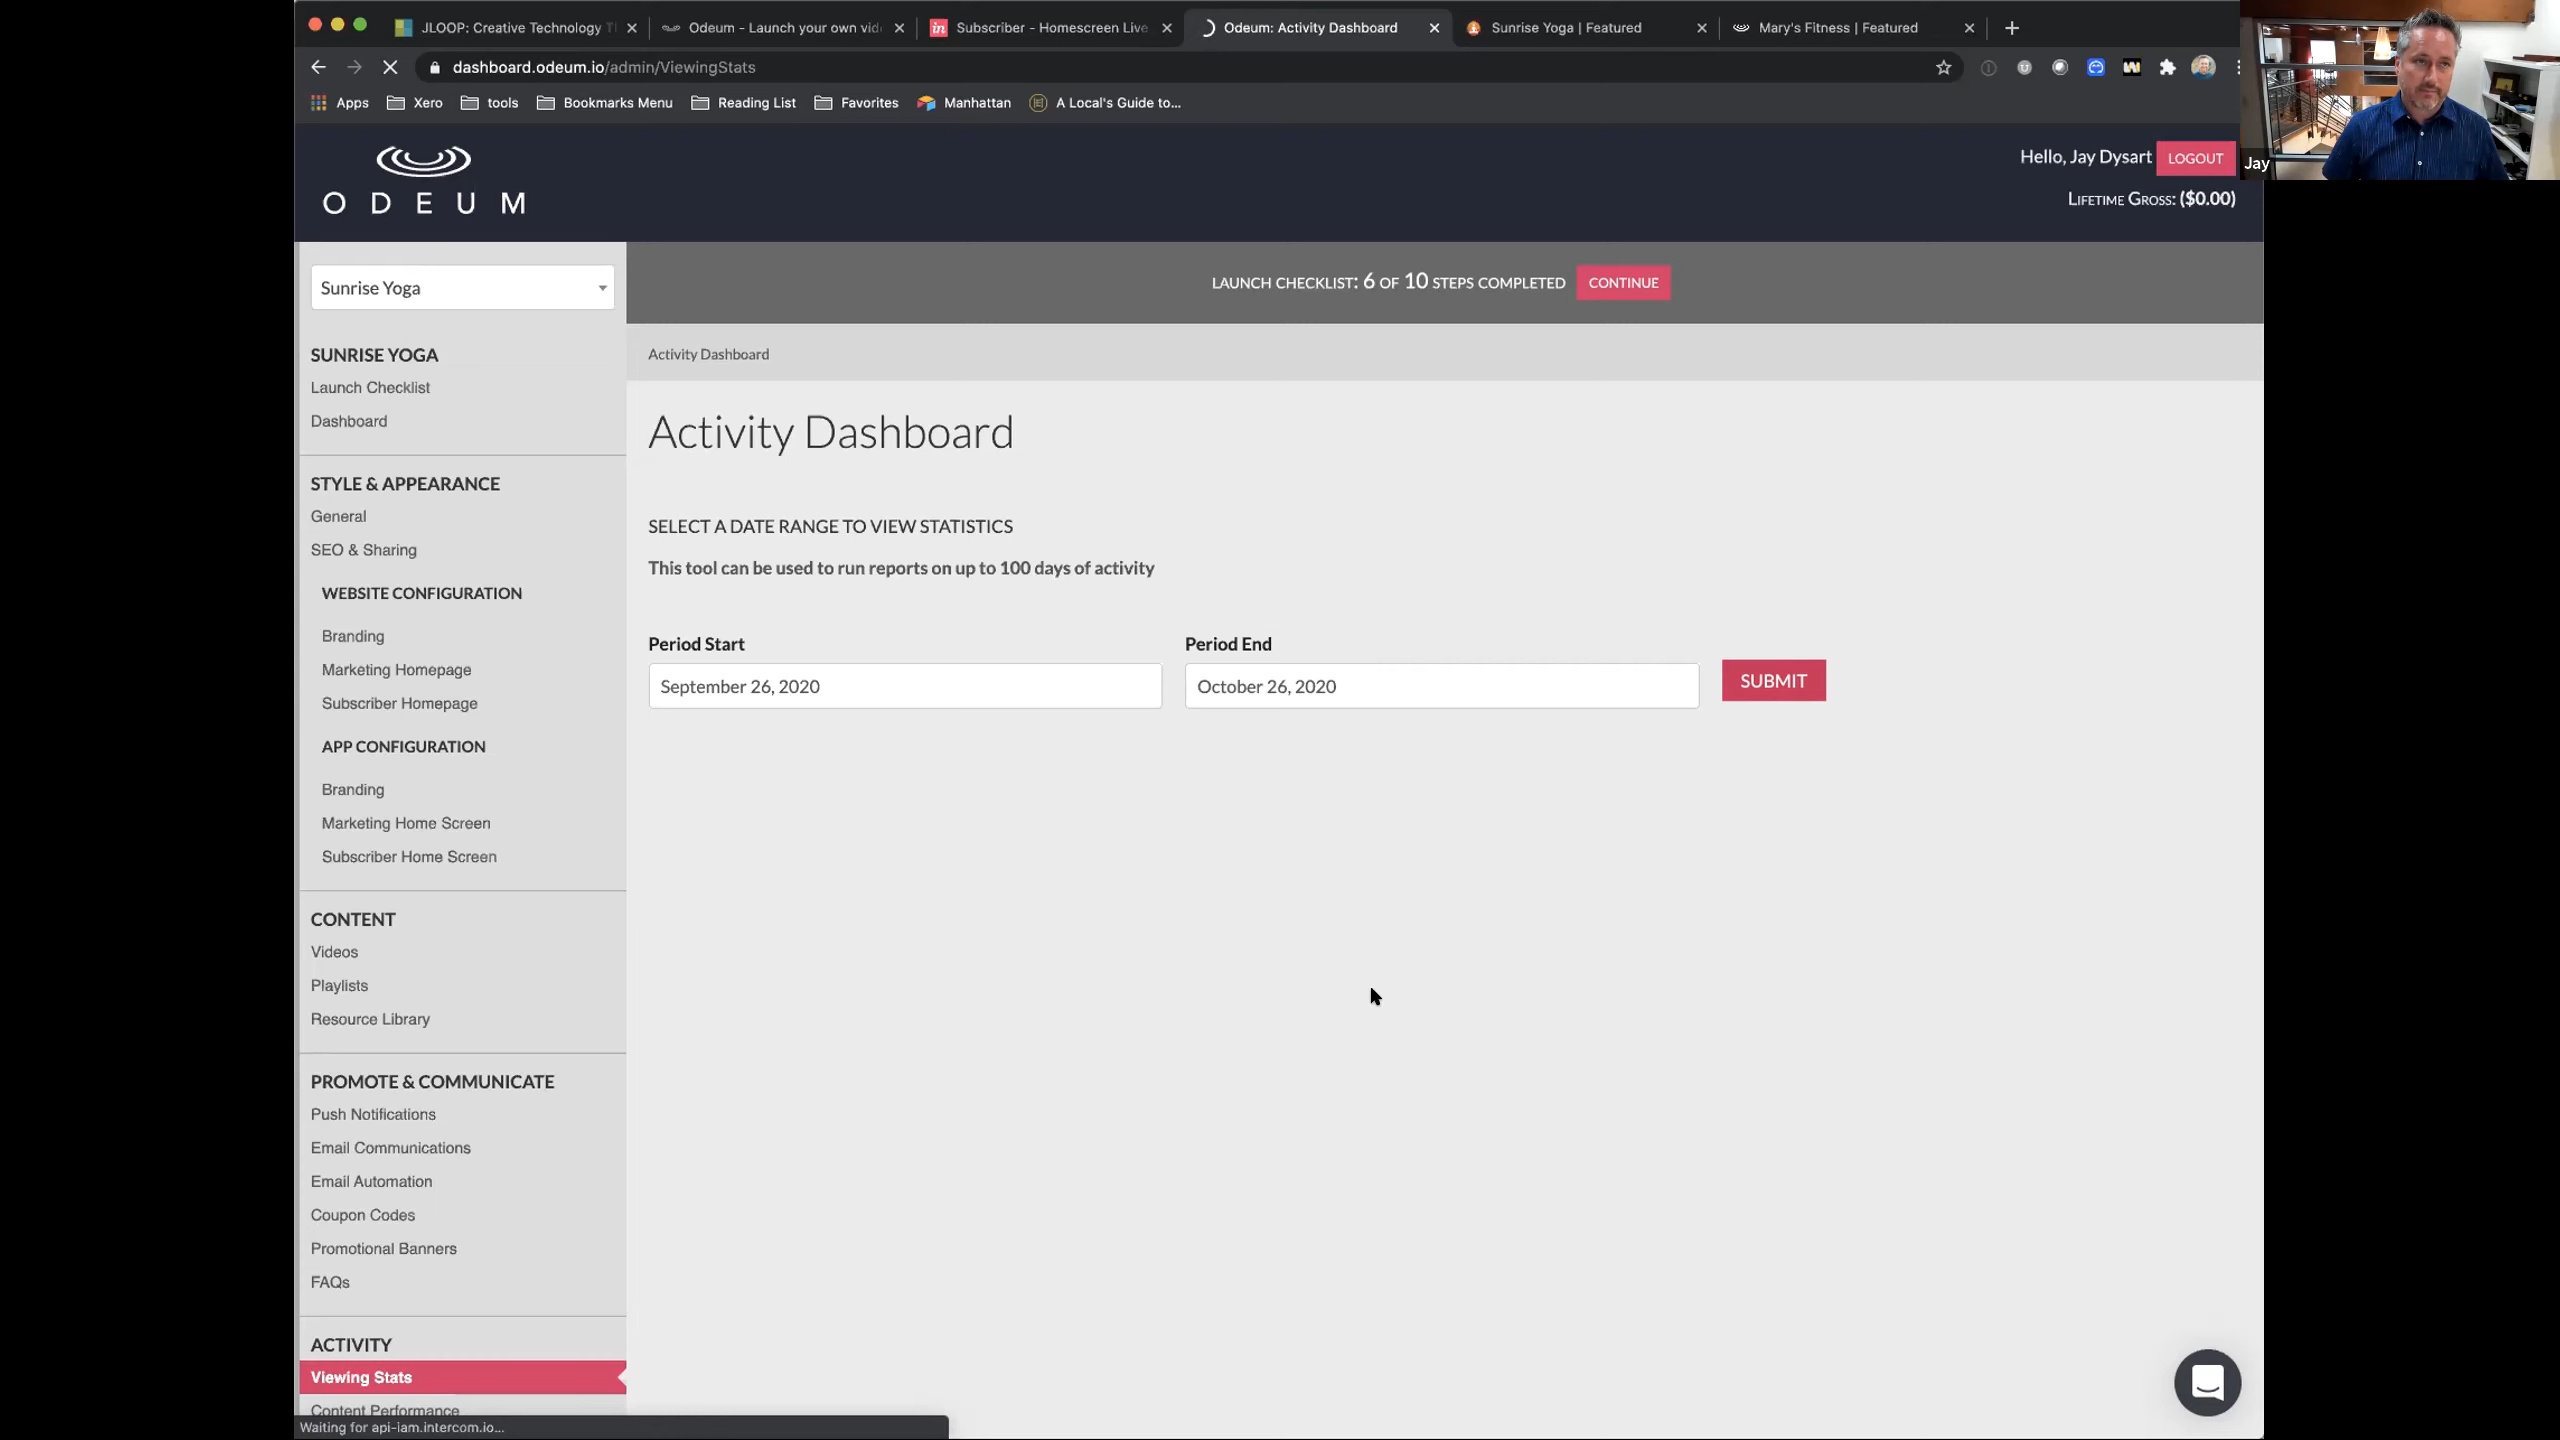 JLOOP: Creative Technology T
Odeum - Launch your own vid
Subscriber - Homescreen Live
Odeum: Activity Dashboard
Sunrise Yoga | Featured
Mary's Fitness | Featured
dashboard.odeum.io/admin/ViewingStats
Apps
Xero
tools
Bookmarks Menu
Reading List
Favorites
Manhattan
A Local's Guide to...
ODEUM
Hello, Jay Dysart LOGOUT
LIFETIME GROSS: ($0.00)
Jay
Sunrise Yoga
LAUNCH CHECKLIST: 6 OF 10 STEPS COMPLETED CONTINUE
SUNRISE YOGA
Launch Checklist
Dashboard
STYLE & APPEARANCE
General
SEO & Sharing
WEBSITE CONFIGURATION
Branding
Marketing Homepage
Subscriber Homepage
APP CONFIGURATION
Branding
Marketing Home Screen
Subscriber Home Screen
CONTENT
Videos
Playlists
Resource Library
PROMOTE & COMMUNICATE
Push Notifications
Email Communications
Email Automation
Coupon Codes
Promotional Banners
FAQs
ACTIVITY
Viewing Stats
Content Performance
Waiting for api-iam.intercom.io...
Activity Dashboard
Activity Dashboard
SELECT A DATE RANGE TO VIEW STATISTICS
This tool can be used to run reports on up to 100 days of activity
Period Start
September 26, 2020
Period End
October 26, 2020
SUBMIT